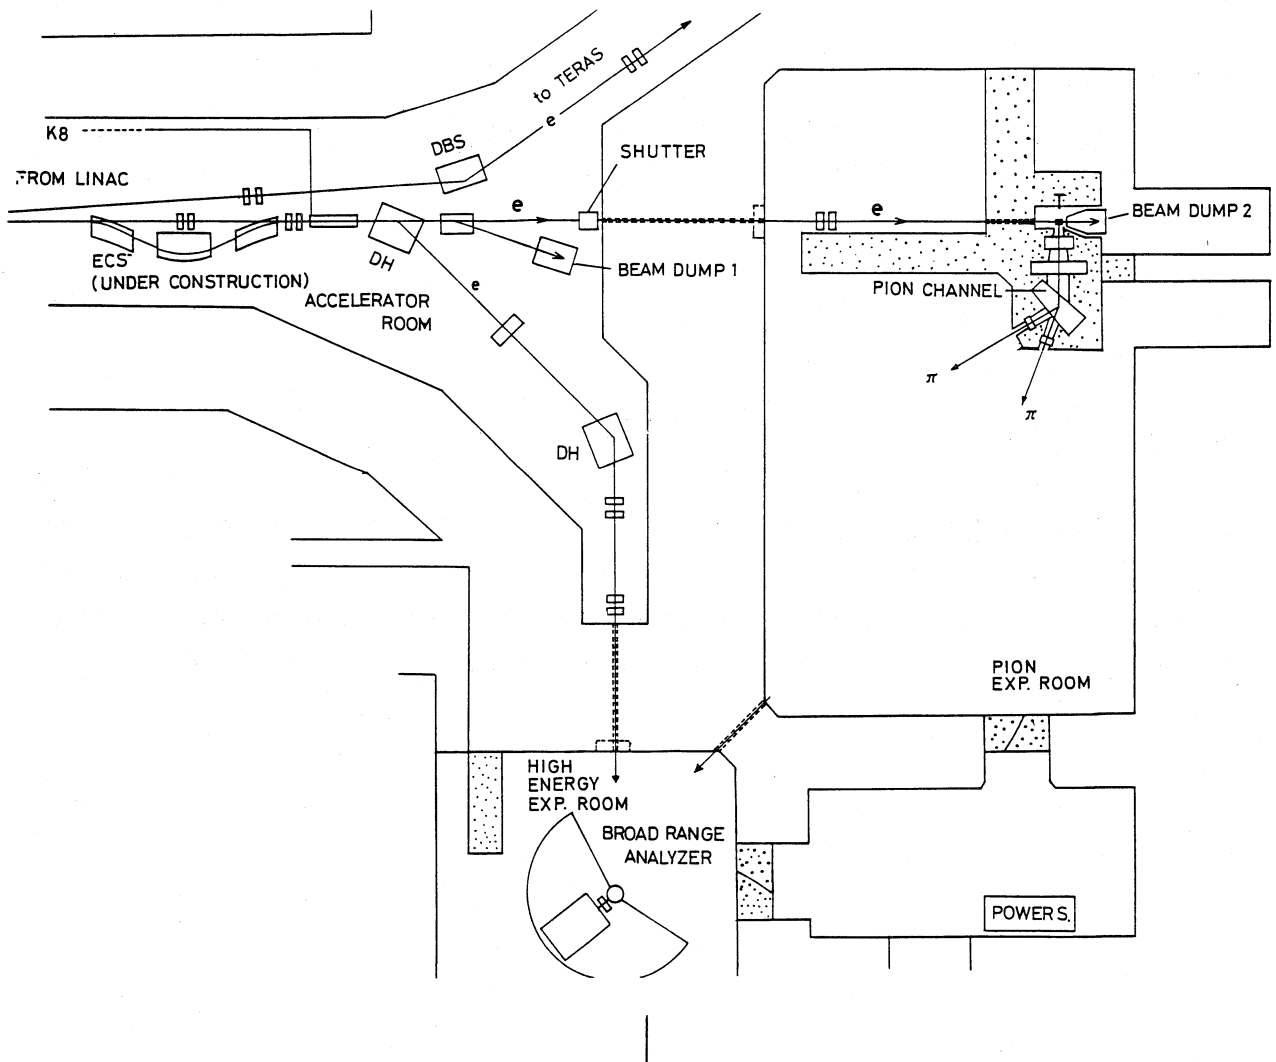 to TERAS
e
K8
DBS
SHUTTER
FROM LINAC
e
e
BEAM DUMP 2
DH
BEAM DUMP 1
ECS
(UNDER CONSTRUCTION)
e
PION CHANNEL
ACCELERATOR
ROOM
π
π
DH
PION
EXP. ROOM
HIGH
ENERGY
EXP. ROOM
BROAD RANGE
ANALYZER
POWER S.